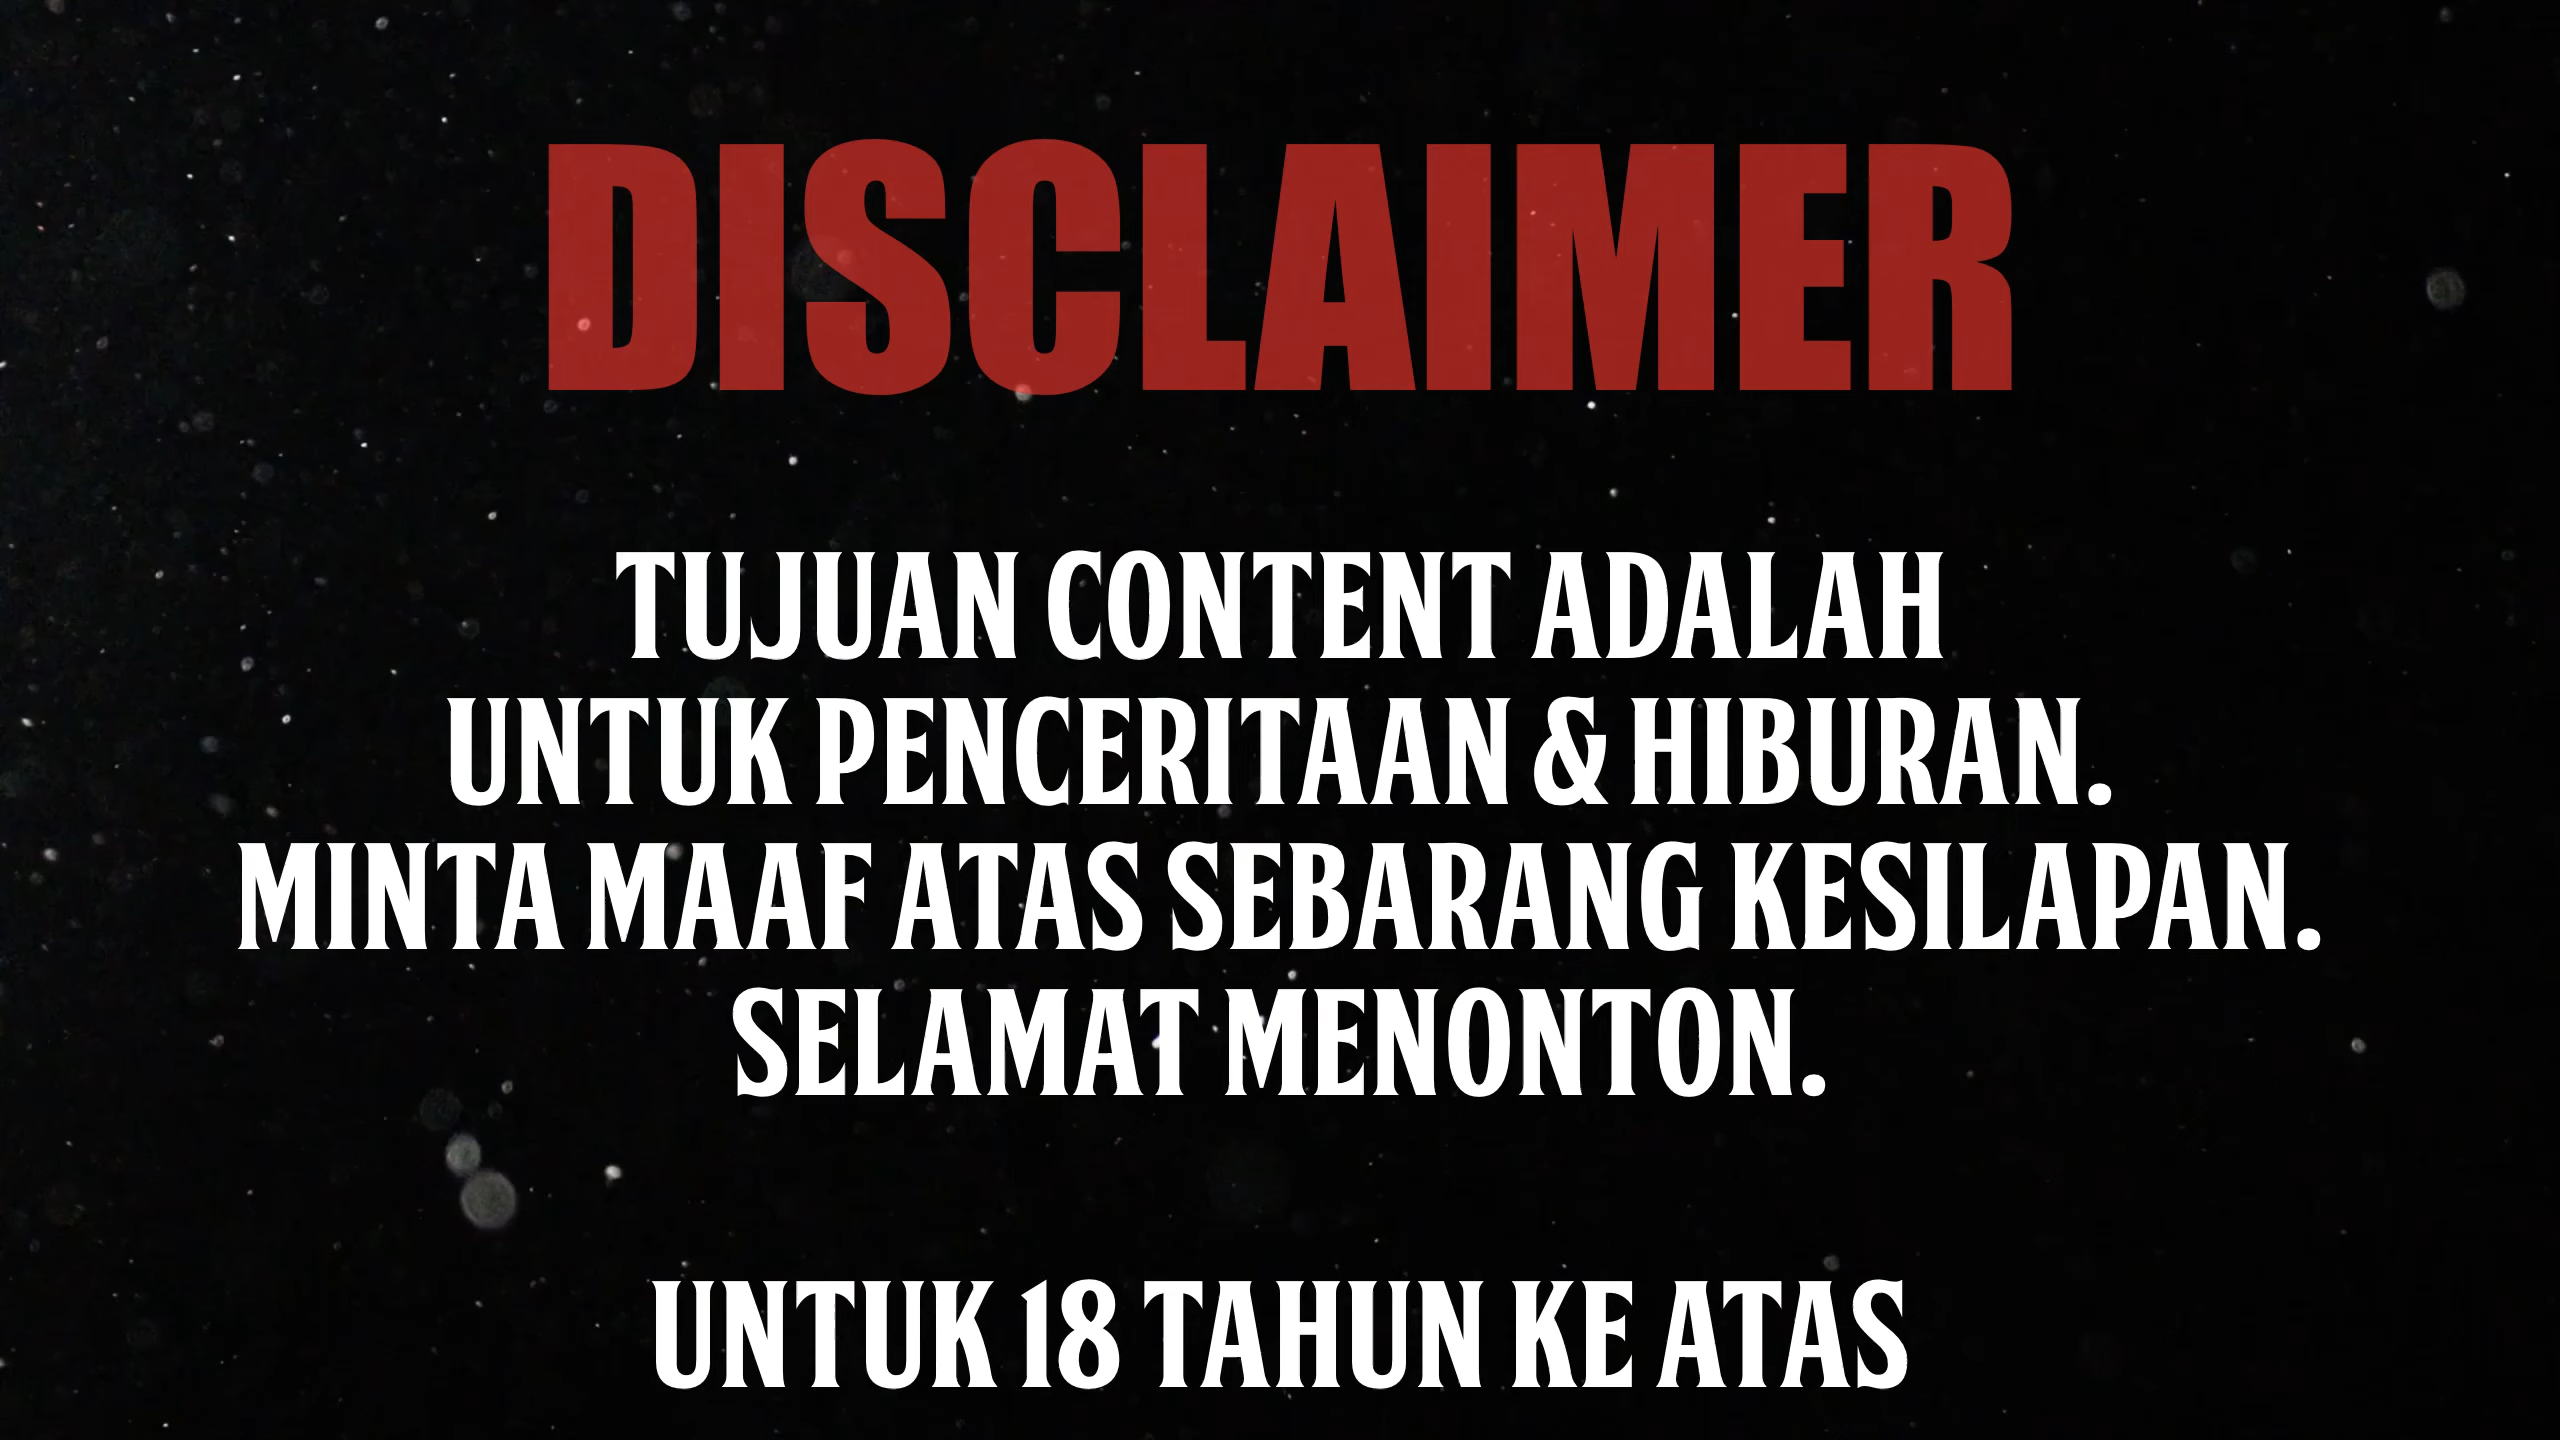 DISCLAIMER
TUJUAN CONTENT ADALAH
UNTUK PENCERITAAN & HIBURAN.
MINTA MAAF ATAS SEBARANG KESILAPAN.
SELAMAT MENONTON.
UNTUK 18 TAHUN KE ATAS